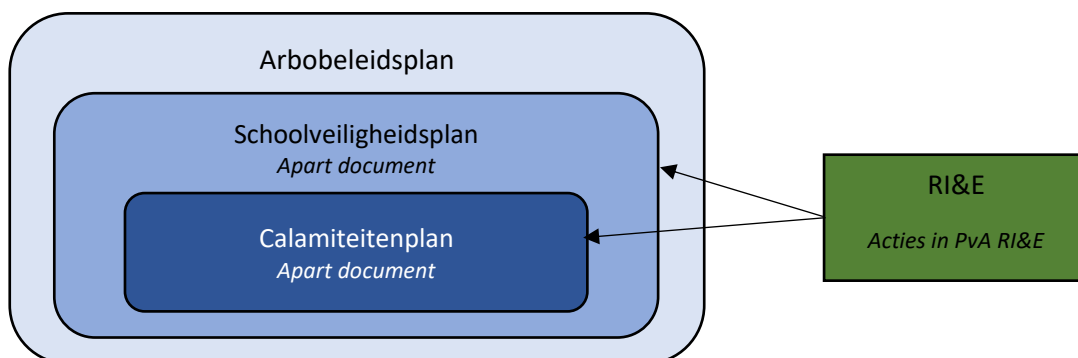 Arbobeleidsplan
Schoolveiligheidsplan
Apart document
Calamiteitenplan
Apart document
RI&E
Acties in PvA RI&E